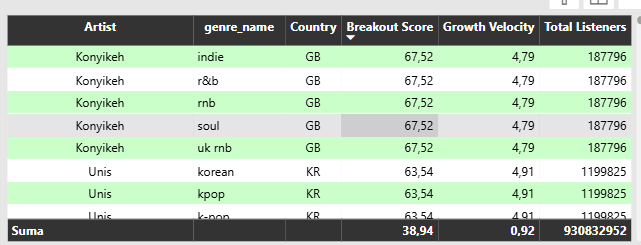 Artist genre_name Country Breakout Score Growth Velocity Total Listeners
Konyikeh indie GB 67,52 4,79 187796
Konyikeh r&b GB 67,52 4,79 187796
Konyikeh rnb GB 67,52 4,79 187796
Konyikeh soul GB 67,52 4,79 187796
Konyikeh uk rnb GB 67,52 4,79 187796
Unis korean KR 63,54 4,91 1199825
Unis kpop KR 63,54 4,91 1199825
Unis k-pop KR 63,54 4,91 1199825
Suma 38,94 0,92 930832952